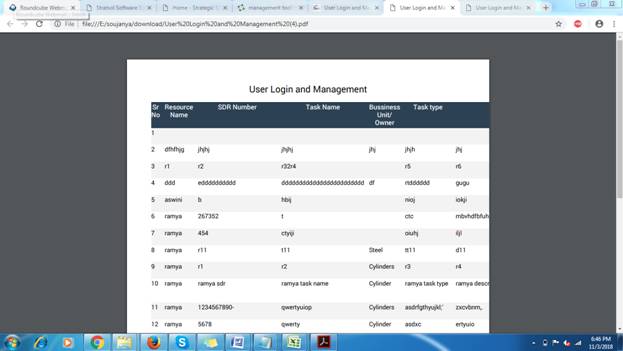 Roundcube Webm
Stratsol Software S
Home - Strategic S
management tool
User Login and M
User Login and M
User Login and M
Roundcube Webmail
File | file:///E:/soujanya/download/User%20Login%20and%20Management%20(4).pdf
User Login and Management
Sr No Resource Name SDR Number Task Name Bussiness Unit/ Owner Task type
1
2 dfhfhjg jhjhj jhjhj jhj jhjh jhj
3 r1 r2 r32r4 r5 r6
4 ddd edddddddddd df gugu
5 aswini b hbij nioj iokji
6 ramya 267352 t ctc mbvhdfbfuh
7 ramya 454 ctyiji oiuhj
8 ramya r11 t11 Steel tt11 d11
9 ramya r1 r2 Cylinders r3 r4
10 ramya ramya sdr ramya task name Cylinder ramya task type ramya descr
11 ramya 1234567890- qwertyuiop Cylinders asdrfgthyujkl;' zxcvbnm,.
12 ramya 5678 qwerty Cylinder asdxc ertyuio
6:46 PM
11/3/2018